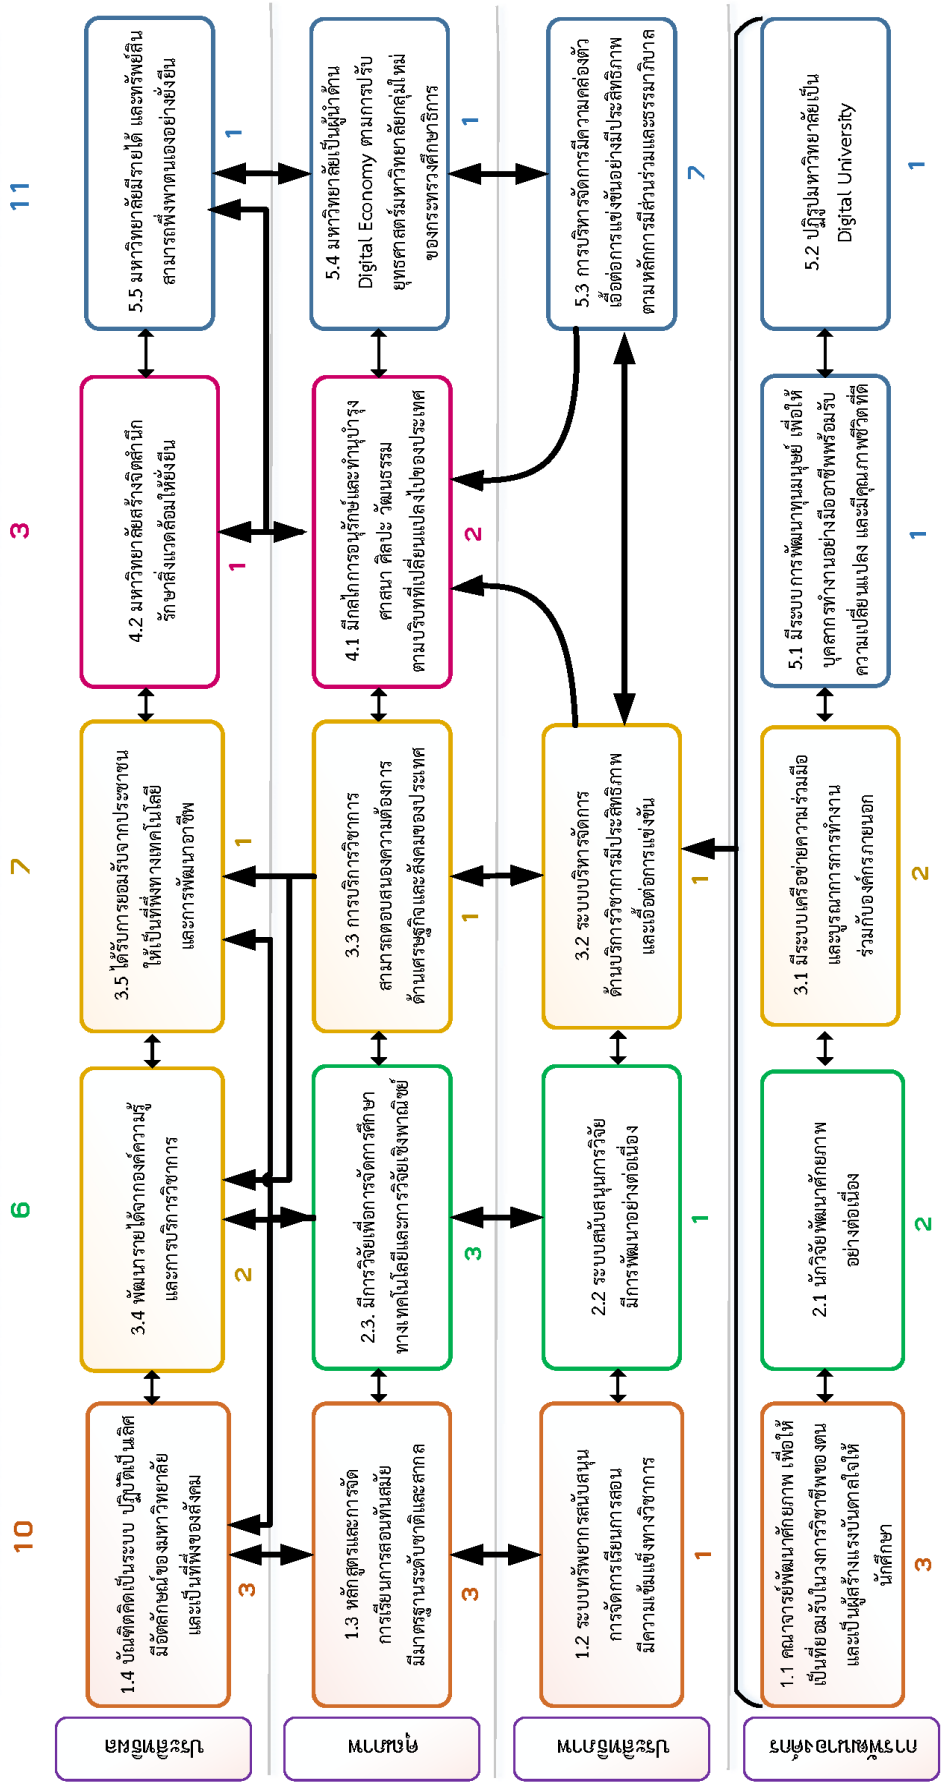 10
6
7
3
11
ประสิทธิผล
1.4 บัณฑิตคิดเป็นระบบ ปฏิบัติเป็นเลิศ
มีอัตลักษณ์ของมหาวิทยาลัย
และเป็นที่พึ่งของสังคม
3
3.4 พัฒนารายได้จากองค์ความรู้
และการบริการวิชาการ
2
3.5 ได้รับการยอมรับจากประชาชน
ให้เป็นที่พึ่งทางเทคโนโลยี
และการพัฒนาอาชีพ
1
4.2 มหาวิทยาลัยสร้างจิตสำนึก
รักษาสิ่งแวดล้อมให้ยั่งยืน
1
5.5 มหาวิทยาลัยมีรายได้ และทรัพย์สิน
สามารถพึ่งพาตนเองอย่างยั่งยืน
1
คุณภาพ
1.3 หลักสูตรและการจัด
การเรียนการสอนทันสมัย
มีมาตรฐานระดับชาติและสากล
3
2.3. มีการวิจัยเพื่อการจัดการศึกษา
ทางเทคโนโลยีและการวิจัยเชิงพาณิชย์
3
3.3 การบริการวิชาการ
สามารถตอบสนองความต้องการ
ด้านเศรษฐกิจและสังคมของประเทศ
1
4.1 มีกลไกการอนุรักษ์และทำนุบำรุง
ศาสนา ศิลปะ วัฒนธรรม
ตามบริบทที่เปลี่ยนแปลงไปของประเทศ
2
5.4 มหาวิทยาลัยเป็นผู้นำด้าน
Digital Economy ตามการปรับ
ยุทธศาสตร์มหาวิทยาลัยกลุ่มใหม่
ของกระทรวงศึกษาธิการ
1
ประสิทธิภาพ
1.2 ระบบทรัพยากรสนับสนุน
การจัดการเรียนการสอน
มีความเข้มแข็งทางวิชาการ
1
2.2 ระบบสนับสนุนการวิจัย
มีการพัฒนาอย่างต่อเนื่อง
1
3.2 ระบบบริหารจัดการ
ด้านบริการวิชาการมีประสิทธิภาพ
และเอื้อต่อการแข่งขัน
1
5.3 การบริหารจัดการมีความคล่องตัว
เอื้อต่อการแข่งขันอย่างมีประสิทธิภาพ
ตามหลักการมีส่วนร่วมและธรรมาภิบาล
7
การพัฒนาองค์กร
1.1 คณาจารย์พัฒนาศักยภาพ เพื่อให้
เป็นที่ยอมรับในวงการวิชาชีพของตน
และเป็นผู้สร้างแรงบันดาลใจให้
นักศึกษา
3
2.1 นักวิจัยพัฒนาศักยภาพ
อย่างต่อเนื่อง
2
3.1 มีระบบเครือข่ายความร่วมมือ
และบูรณาการการทำงาน
ร่วมกับองค์กรภายนอก
2
5.1 มีระบบการพัฒนาทุนมนุษย์ เพื่อให้
บุคลากรทำงานอย่างมืออาชีพพร้อมรับ
ความเปลี่ยนแปลง และมีคุณภาพชีวิตที่ดี
1
5.2 ปฏิรูปมหาวิทยาลัยเป็น
Digital University
1